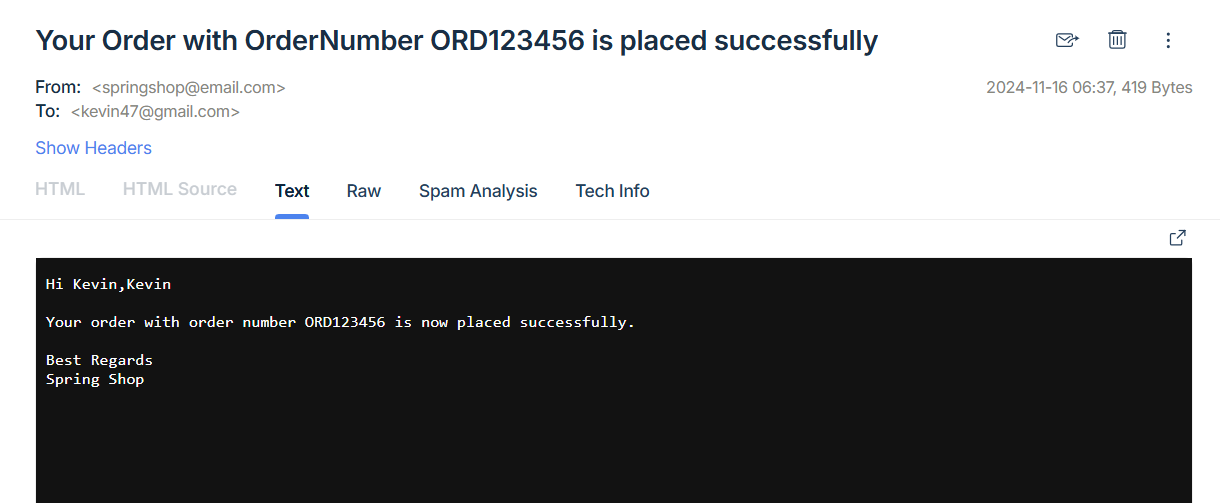 Your Order with OrderNumber ORD123456 is placed successfully
From: <springshop@email.com>
2024-11-16 06:37, 419 Bytes
To: <kevin47@gmail.com>
Show Headers
HTML HTML Source Text Raw Spam Analysis Tech Info
Hi Kevin,Kevin
Your order with order number ORD123456 is now placed successfully.
Best Regards
Spring Shop